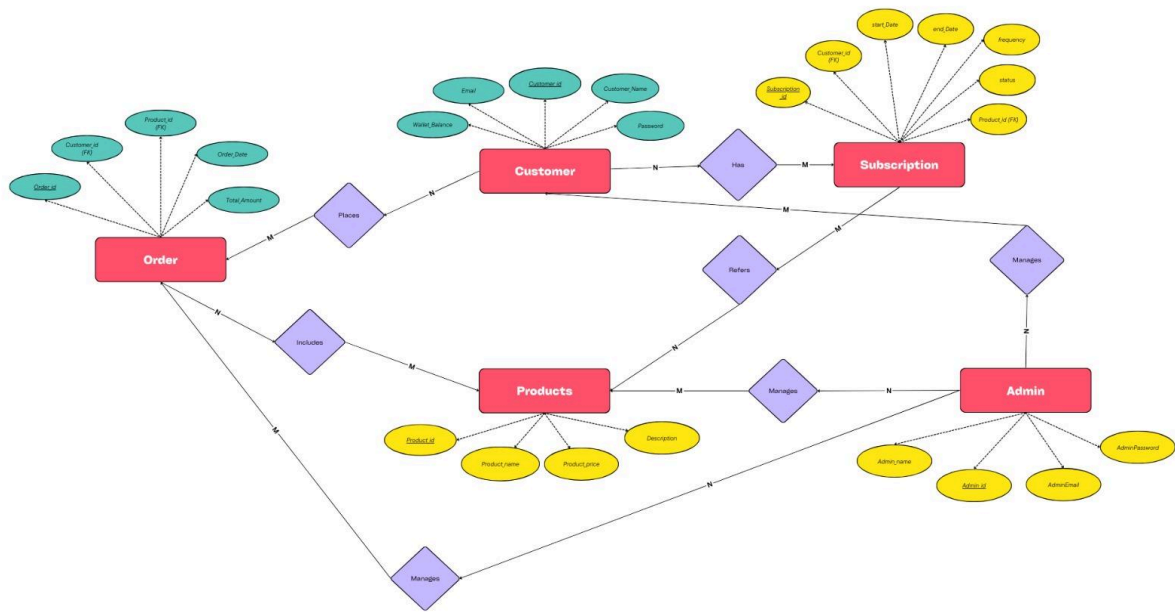 start_Date
end_Date
frequency
Customer_id
(FK)
status
Subscription
_id
Product_id (FK)
Subscription
Email
Customer_id
Customer_Name
Wallet_Balance
Password
Customer
N
Has
M
Product_id
(FK)
Customer_id
(FK)
Order_Date
Order_id
Total_Amount
Order
N
Places
M
M
Manages
N
M
Refers
N
N
Includes
M
Products
M
Manages
N
Admin
Product_id
Product_name
Product_price
Description
Admin_name
Admin_id
AdminEmail
AdminPassword
M
Manages
N